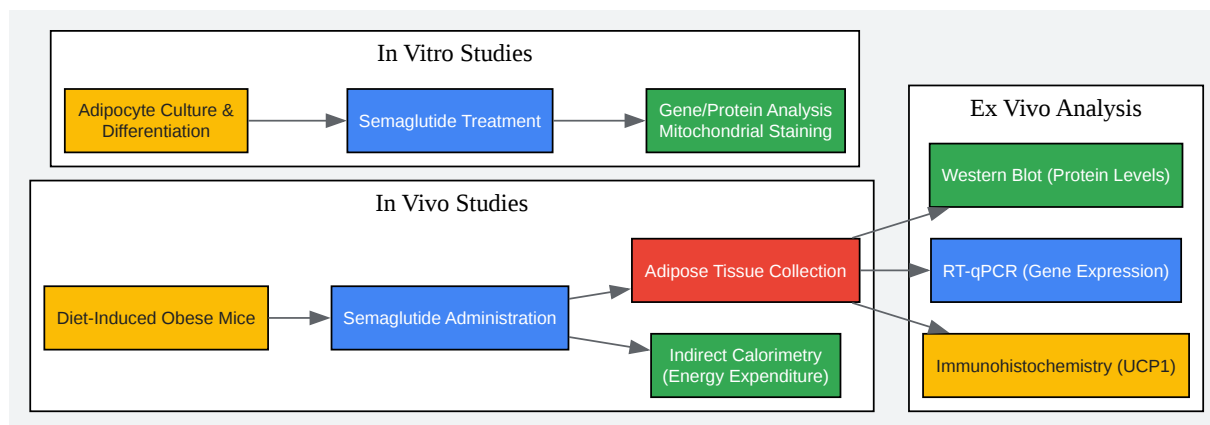 In Vitro Studies
Adipocyte Culture &
Differentiation
Semaglutide Treatment
Gene/Protein Analysis
Mitochondrial Staining
In Vivo Studies
Diet-Induced Obese Mice
Semaglutide Administration
Adipose Tissue Collection
Indirect Calorimetry
(Energy Expenditure)
Ex Vivo Analysis
Western Blot (Protein Levels)
RT-qPCR (Gene Expression)
Immunohistochemistry (UCP1)